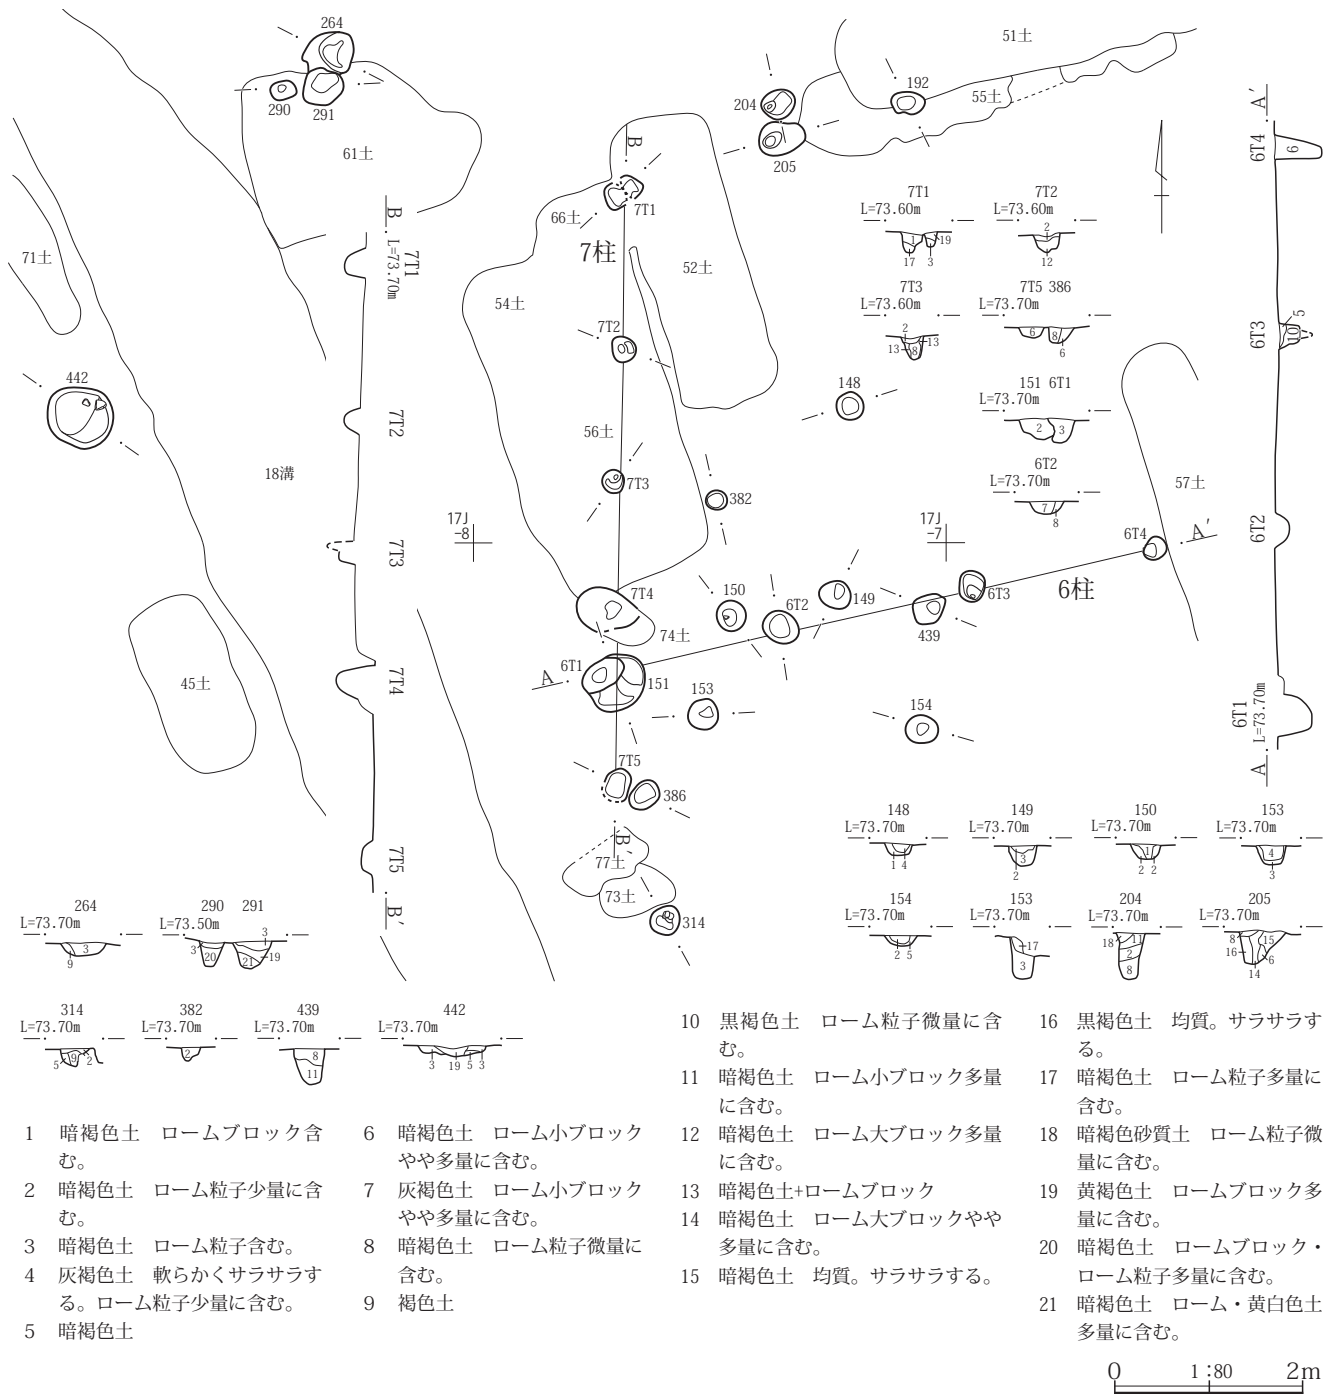 264
51土
192
204
55土
A′
290
291
6T4
6
B
205
61土
7T1
L=73.60m
7T2
L=73.60m
1
19
2
17
3
12
B
L=73.70m
7T1
66土
7T1
7柱
52土
71土
54土
7T3
L=73.60m
7T5 386
L=73.70m
2
13
13
8
6
8
6
6T3
5
10
7T2
442
148
151 6T1
L=73.70m
2
3
7T2
56土
6T2
L=73.70m
7
8
18溝
57土
7T3
382
17J
-8
17J
-7
6T4
A′
6T2
7T3
7T4
150
6T2
149
6T3
6柱
439
74土
45土
7T4
A
6T1
151
153
154
6T1
L=73.70m
A
7T5
386
B′
77土
73土
314
7T5
B′
148
L=73.70m
1 4
149
L=73.70m
3
2
150
L=73.70m
1
2 2
153
L=73.70m
4
3
154
L=73.70m
2 5
153
L=73.70m
17
3
204
L=73.70m
18
11
2
8
205
L=73.70m
8
15
16
6
14
264
L=73.70m
3
9
290 291
L=73.50m
3
3
20
21
19
314
L=73.70m
5
9
2
382
L=73.70m
2
439
L=73.70m
8
11
442
L=73.70m
3 19 5 3
1 暗褐色土 ロームブロック含
む。
2 暗褐色土 ローム粒子少量に含
む。
3 暗褐色土 ローム粒子含む。
4 灰褐色土 軟らかくサラサラす
る。ローム粒子少量に含む。
5 暗褐色土
6 暗褐色土 ローム小ブロック
やや多量に含む。
7 灰褐色土 ローム小ブロック
やや多量に含む。
8 暗褐色土 ローム粒子微量に
含む。
9 褐色土
10 黒褐色土 ローム粒子微量に含
む。
11 暗褐色土 ローム小ブロック多量
に含む。
12 暗褐色土 ローム大ブロック多量
に含む。
13 暗褐色土+ロームブロック
14 暗褐色土 ローム大ブロックやや
多量に含む。
15 暗褐色土 均質。サラサラする。
16 黒褐色土 均質。サラサラす
る。
17 暗褐色土 ローム粒子多量に
含む。
18 暗褐色砂質土 ローム粒子微
量に含む。
19 黄褐色土 ロームブロック多
量に含む。
20 暗褐色土 ロームブロック・
ローム粒子多量に含む。
21 暗褐色土 ローム・黄白色土
多量に含む。
0 1:80 2m